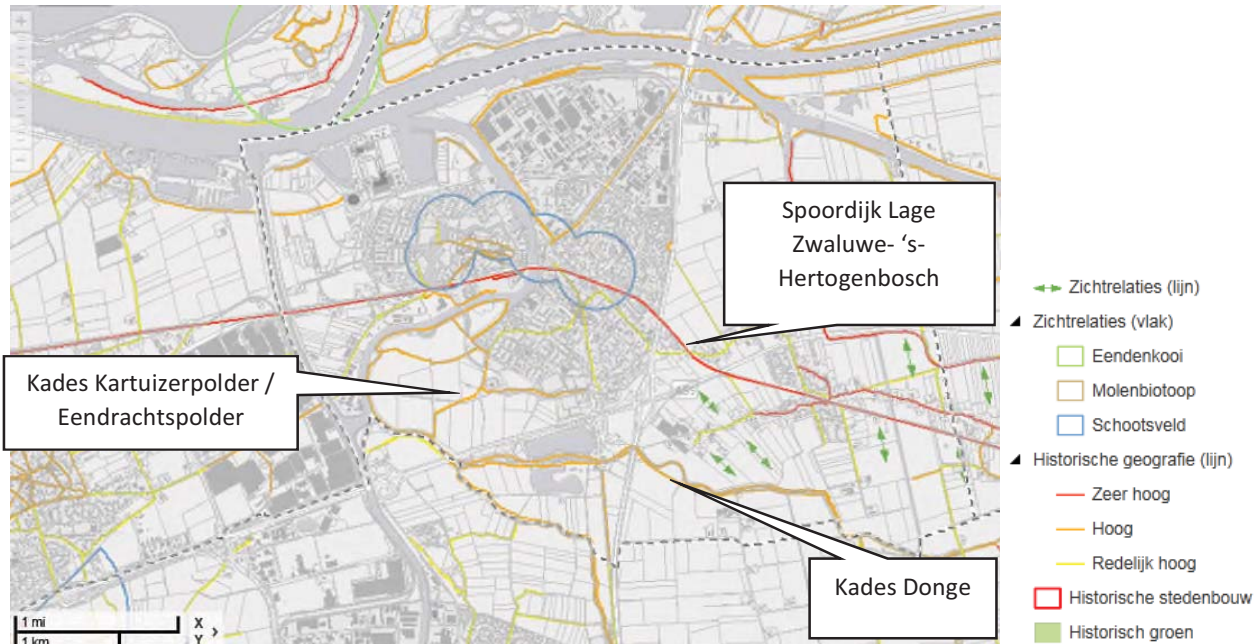 Spoordijk Lage
Zwaluwe- ‘s-
Hertogenbosch
Kades Kartuizerpolder /
Eendrachtspolder
Kades Donge
Zichtrelaties (lijn)
Zichtrelaties (vlak)
Eendenkooi
Molenbiotoop
Schootsveld
Historische geografie (lijn)
Zeer hoog
Hoog
Redelijk hoog
Historische stedenbouw
Historisch groen
1 mi
1 km
X
Y